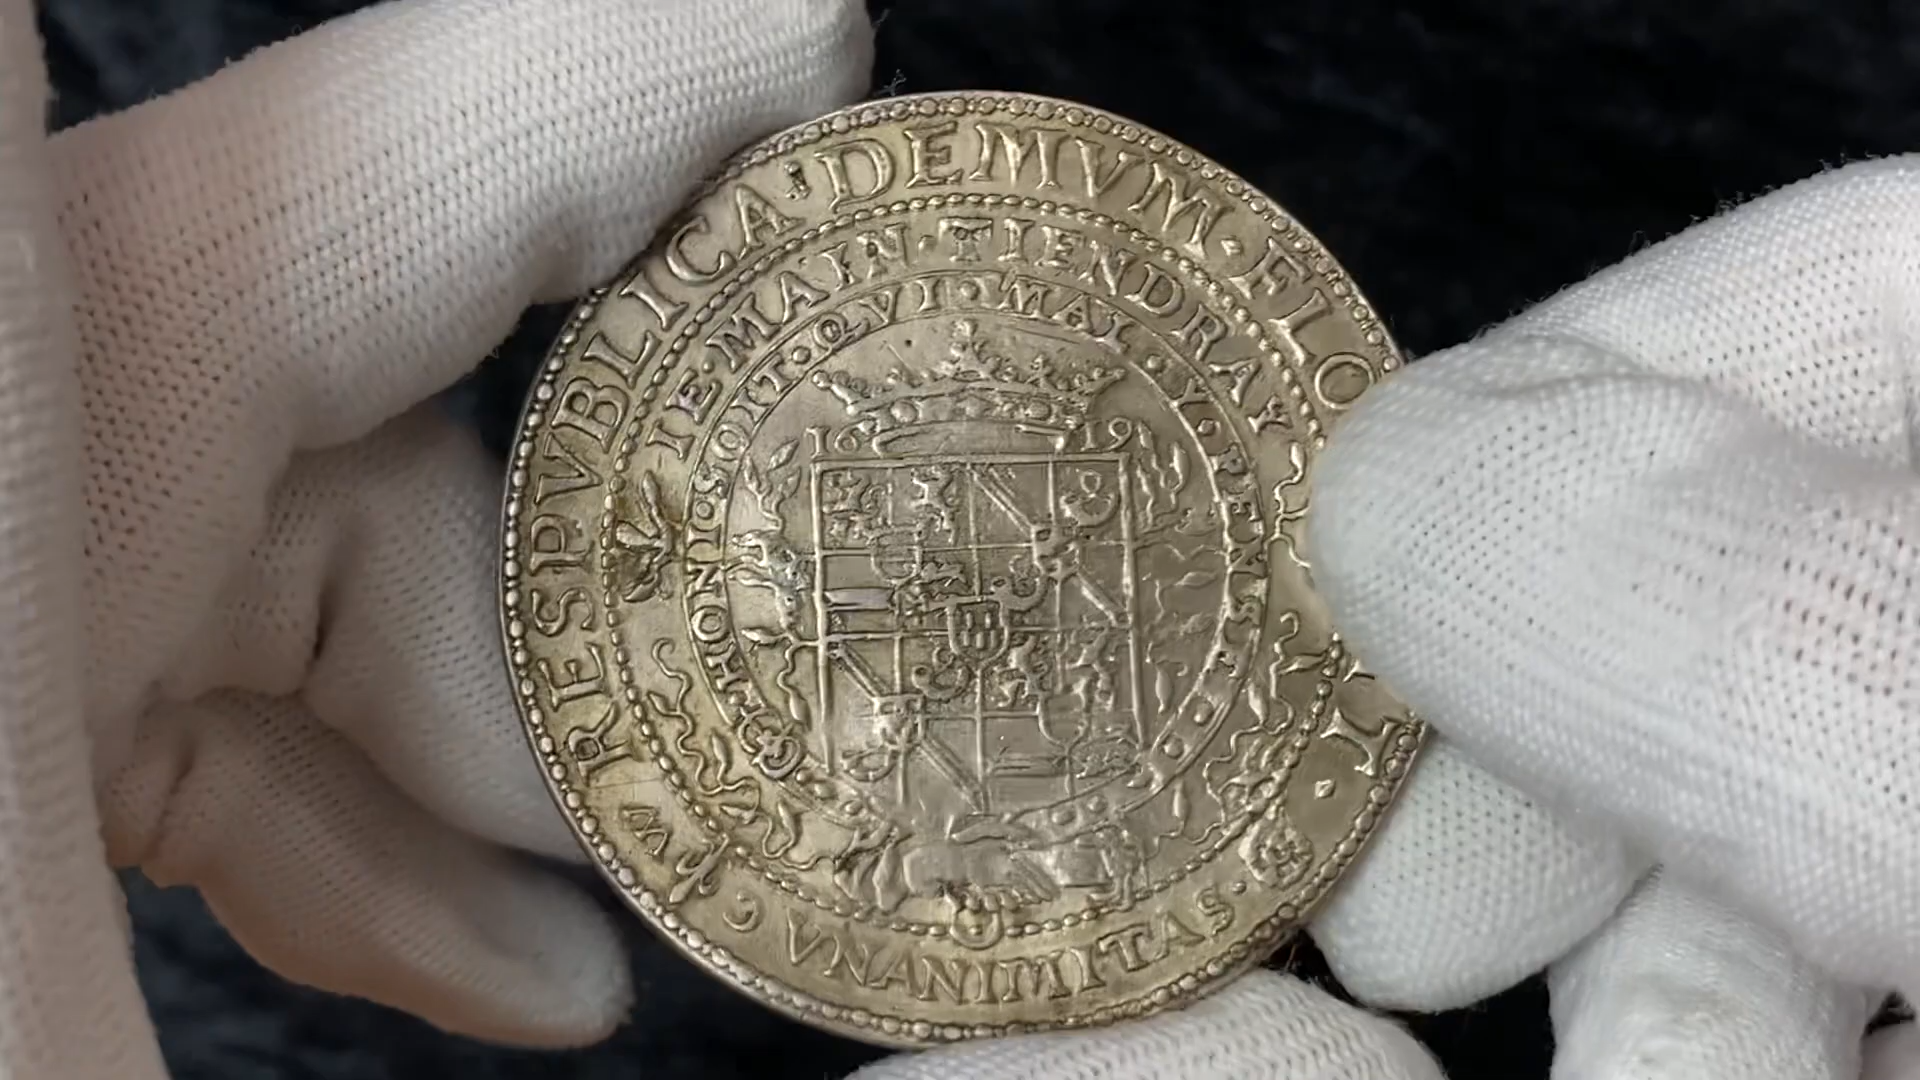 RESPVBLICA · DEMVM · FLO
T ·
VNANIMITAS ·
W
G
IE · MAIN · TIENDRAY
HONI · SOIT · QVI · MAL · Y · PENSE
16 19